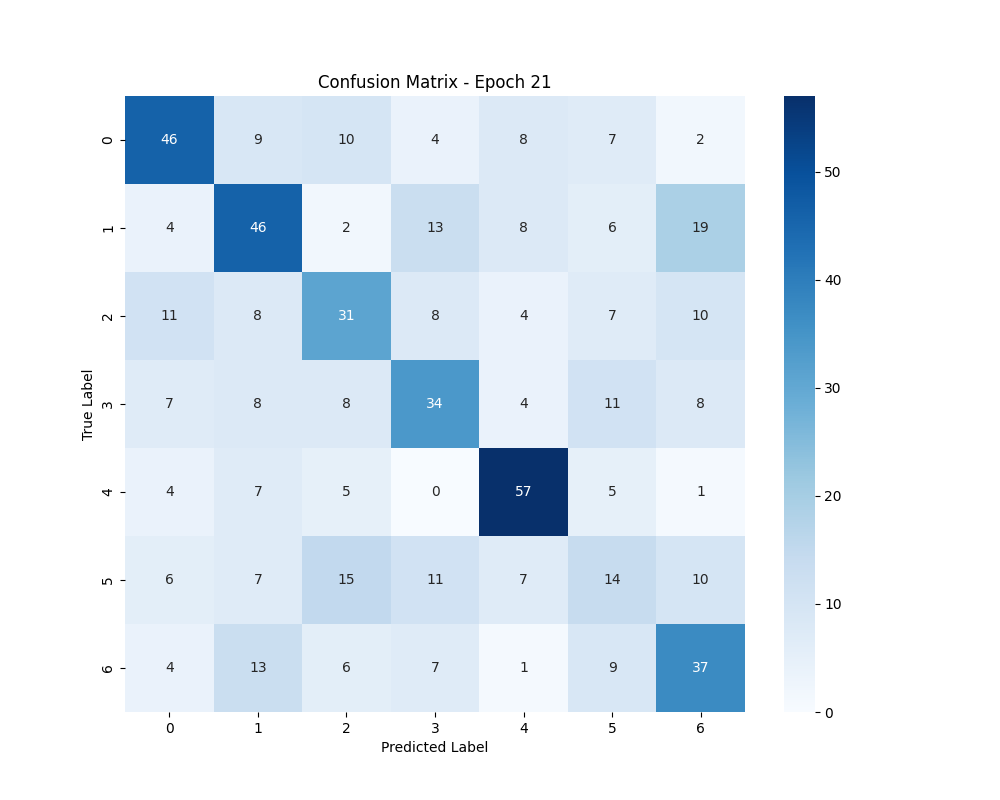 Confusion Matrix - Epoch 21
True Label
0 46 9 10 4 8 7 2
1 4 46 2 13 8 6 19
2 11 8 31 8 4 7 10
3 7 8 8 34 4 11 8
4 4 7 5 0 57 5 1
5 6 7 15 11 7 14 10
6 4 13 6 7 1 9 37
0 1 2 3 4 5 6
Predicted Label
50
40
30
20
10
0